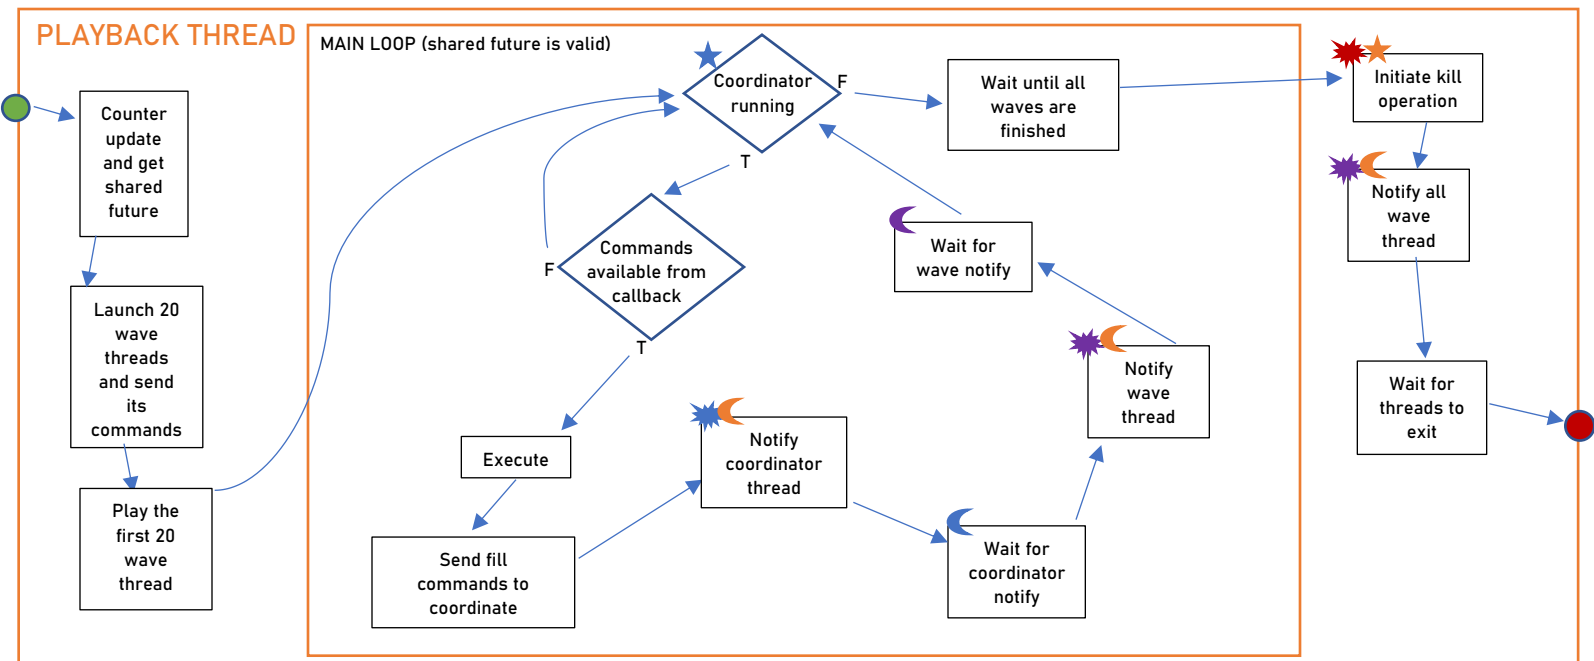 PLAYBACK THREAD
MAIN LOOP (shared future is valid)
Counter
update
and get
shared
future
Launch 20
wave
threads
and send
its
commands
Play the
first 20
wave
thread
Coordinator
running
F
T
Commands
available from
callback
F
T
Execute
Send fill
commands to
coordinate
Notify
coordinator
thread
Wait for
coordinator
notify
Notify
wave
thread
Wait for
wave notify
Wait until all
waves are
finished
Initiate kill
operation
Notify all
wave
thread
Wait for
threads to
exit